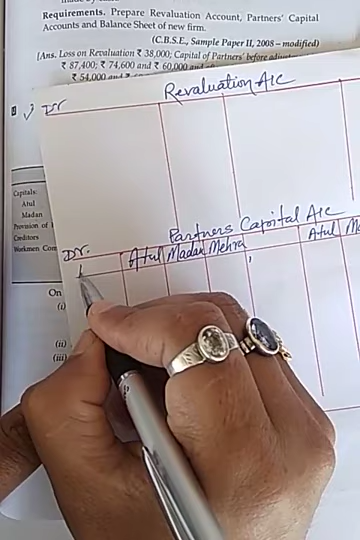 Requirements. Prepare Revaluation Account, Partners' Capital
Accounts and Balance Sheet of new firm.
(C.B.S.E., Sample Paper II, 2008 – modified)
[Ans. Loss on Revaluation ₹ 38,000; Capital of Partners' before
₹ 87,400; ₹ 74,600 and ₹ 60,000
₹ 54,000
Dr
Revaluation A/c
Capitals:
Atul
Madan
Provision
Creditors
Workmen Com
Partners Capital A/c
Dr.
Atul Madan Mehra
Atul
On
(i)
(ii)
(iii)